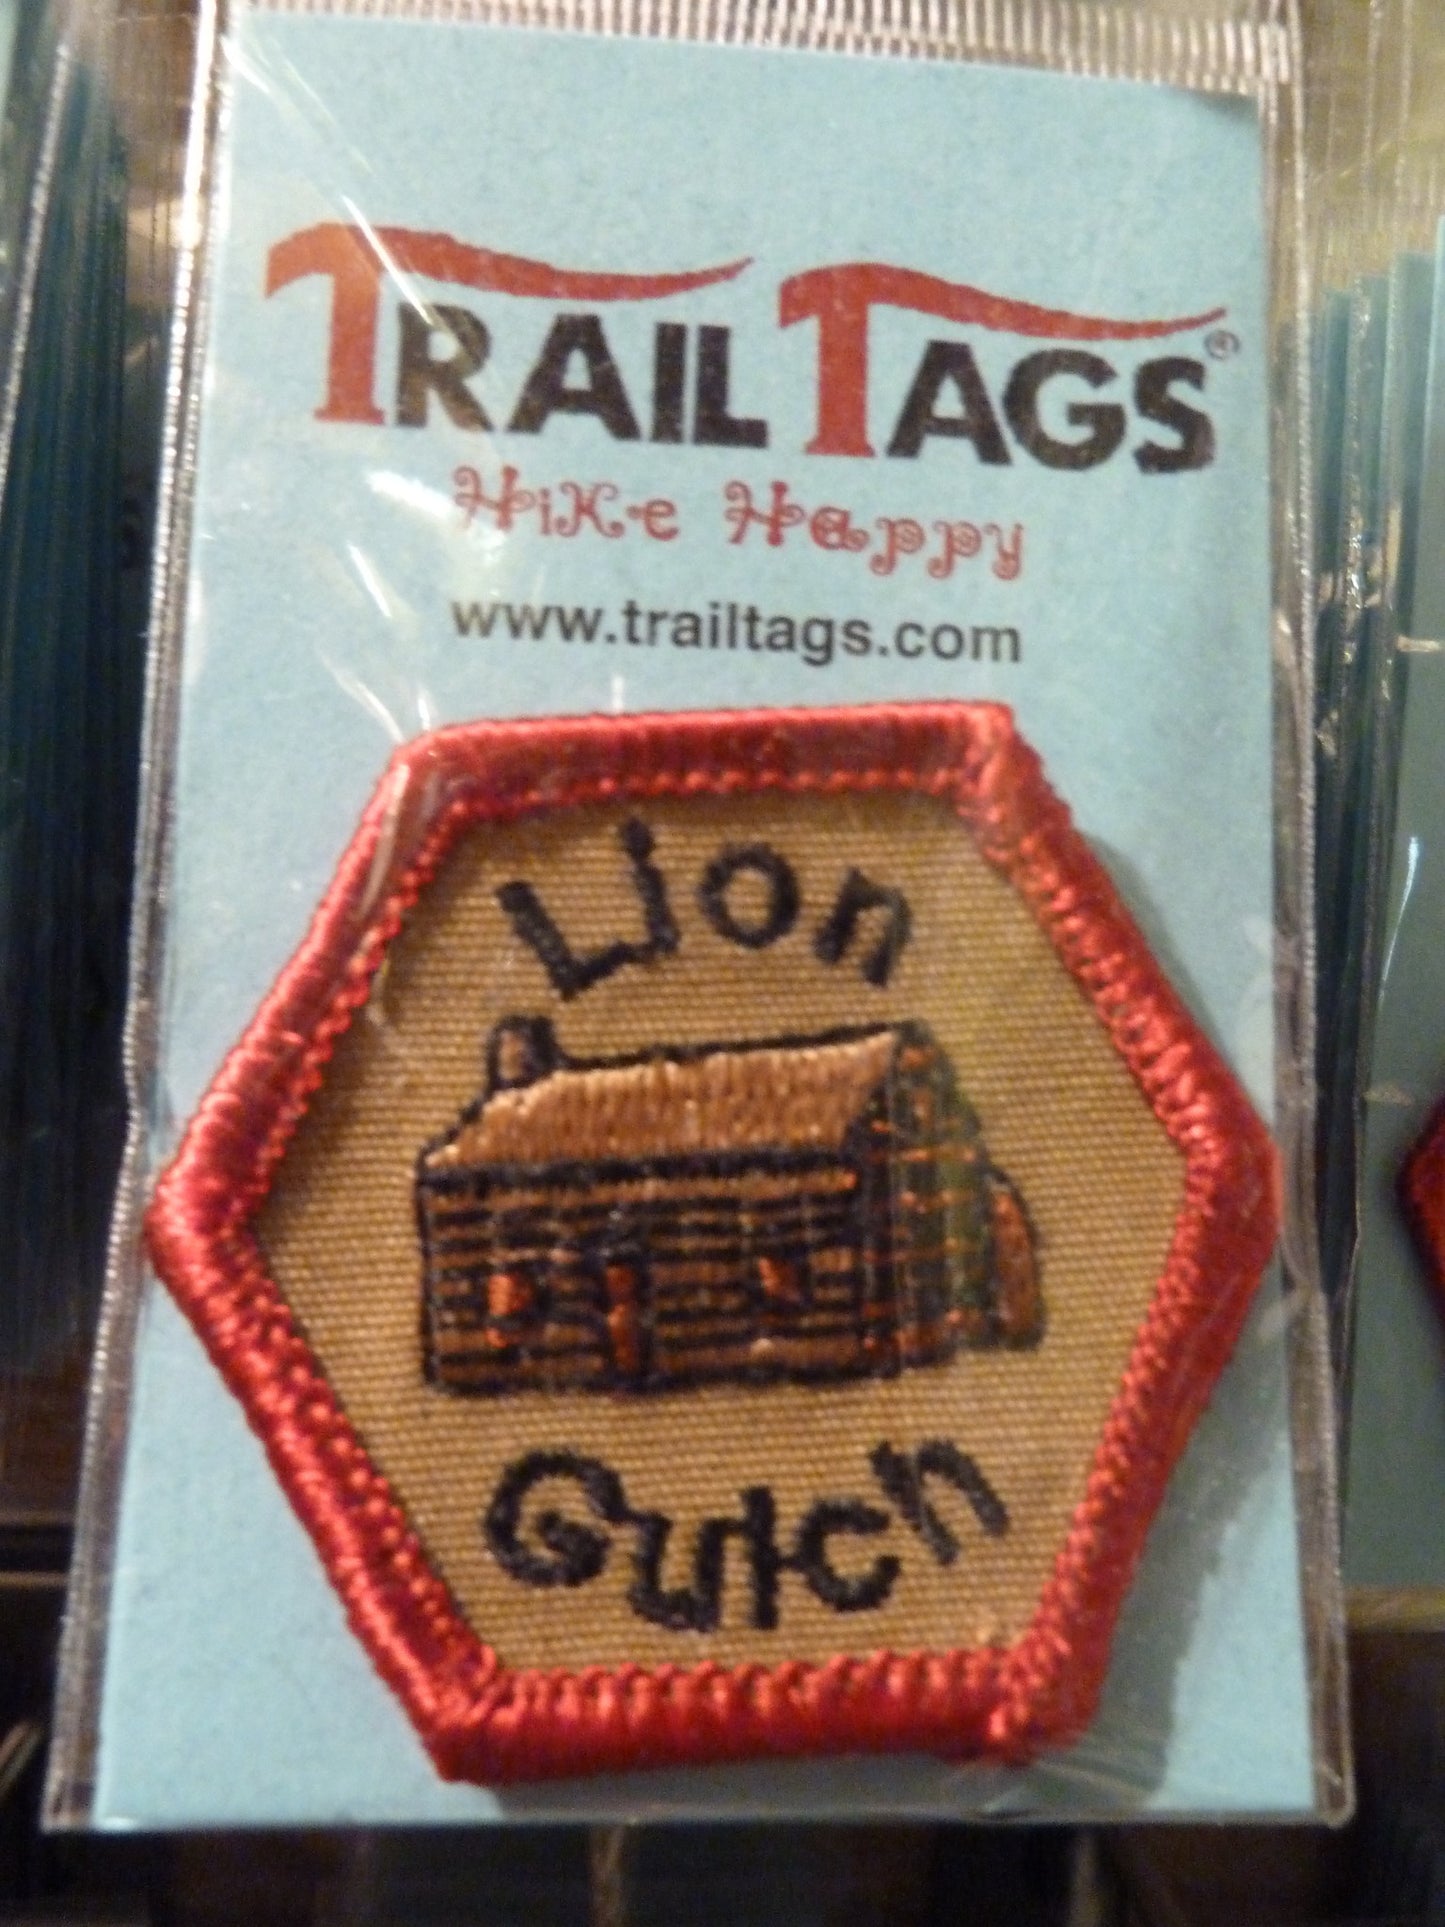 TRAIL TAGS®
HiKe Happy
www.trailtags.com
Lion
Gulch